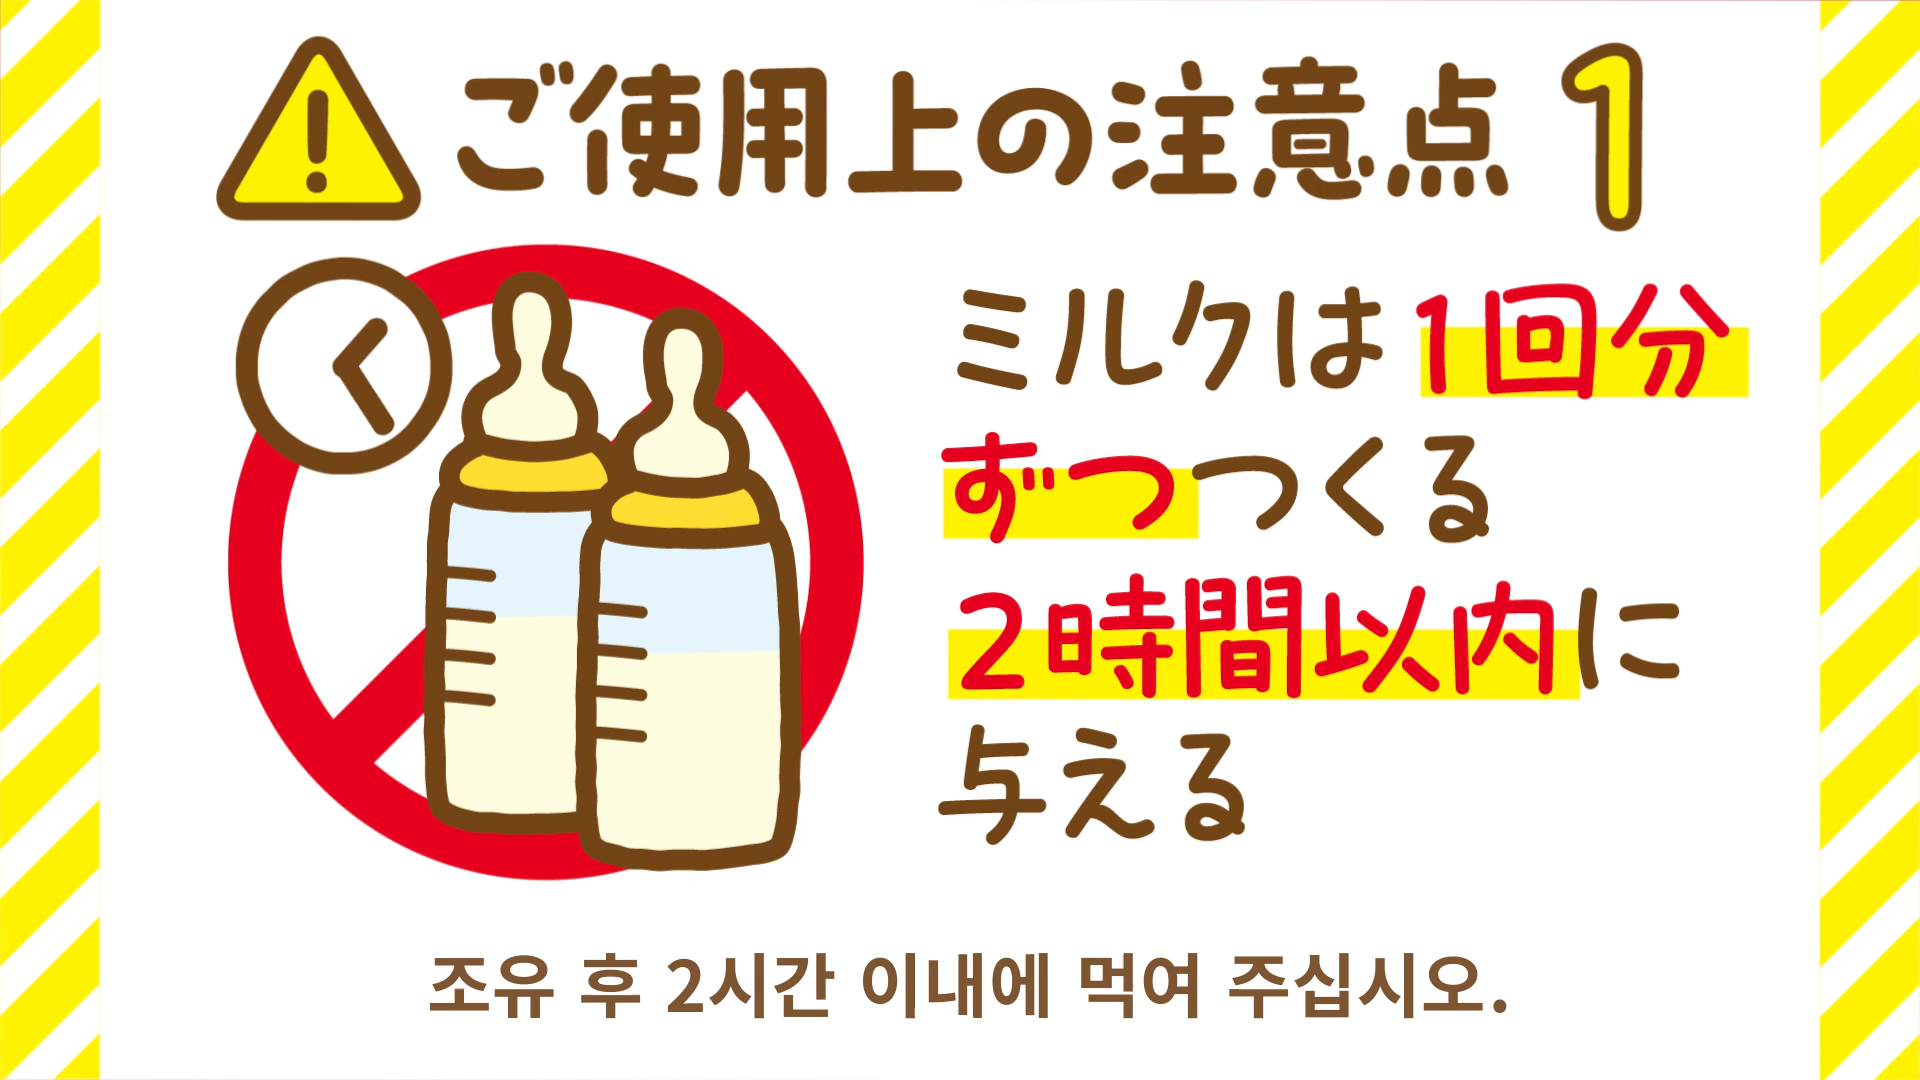 ご使用上の注意点 1
ミルクは1回分
ずつつくる
2時間以内に
与える
조유 후 2시간 이내에 먹여 주십시오.